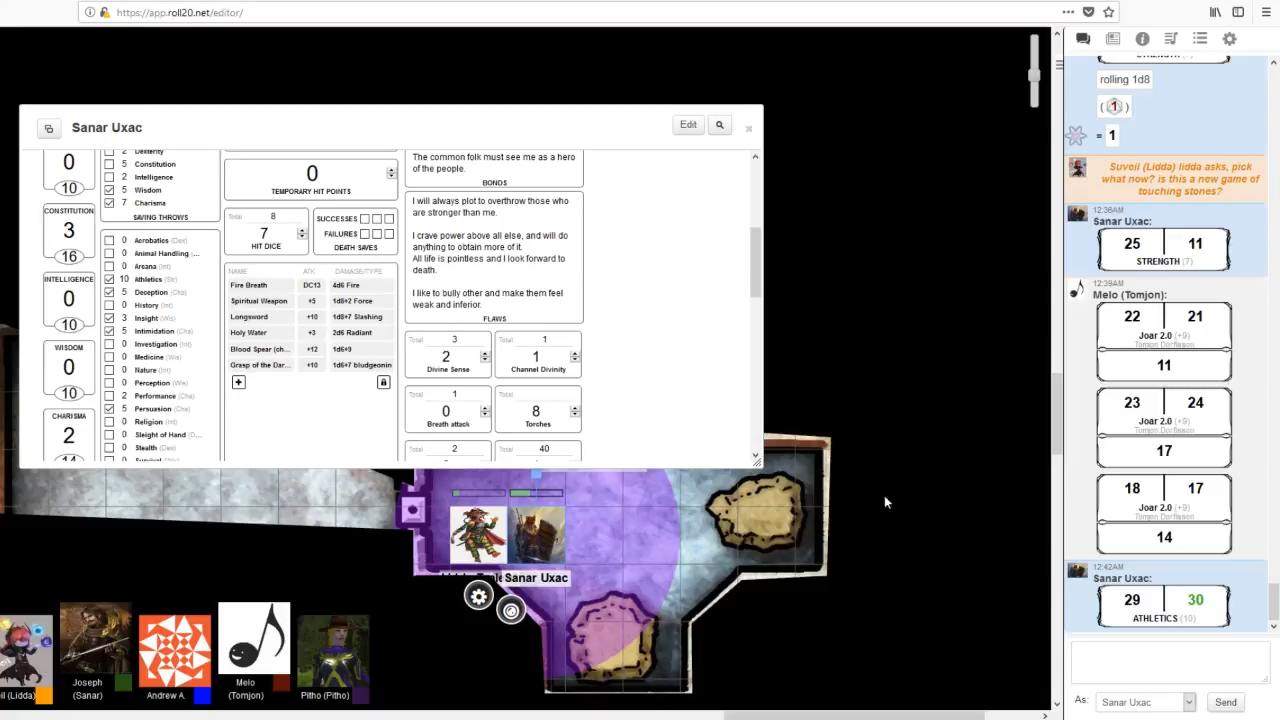 https://app.roll20.net/editor/
Sanar Uxac
Edit
0
10
CONSTITUTION
3
16
INTELLIGENCE
0
10
WISDOM
0
10
CHARISMA
2
14
2 Dexterity
5 Constitution
2 Intelligence
5 Wisdom
7 Charisma
SAVING THROWS
0 Acrobatics (Dex)
0 Animal Handling (...
0 Arcana (Int)
10 Athletics (Str)
5 Deception (Cha)
0 History (Int)
3 Insight (Wis)
5 Intimidation (Cha)
0 Investigation (Int)
0 Medicine (Wis)
0 Nature (Int)
0 Perception (Wis)
2 Performance (Cha)
5 Persuasion (Cha)
0 Religion (Int)
0 Sleight of Hand (D...
0 Stealth (Dex)
0 Survival (Wis)
0
TEMPORARY HIT POINTS
Total 8
7
HIT DICE
SUCCESSES
FAILURES
DEATH SAVES
NAME ATK DAMAGE/TYPE
Fire Breath DC13 4d6 Fire
Spiritual Weapon +5 1d8+2 Force
Longsword +10 1d8+7 Slashing
Holy Water +3 2d6 Radiant
Blood Spear (ch... +12 1d6+9
Grasp of the Dar... +10 1d6+7 bludgeonin
The common folk must see me as a hero
of the people.
BONDS
I will always plot to overthrow those who
are stronger than me.
I crave power above all else, and will do
anything to obtain more of it.
All life is pointless and I look forward to
death.
I like to bully other and make them feel
weak and inferior.
FLAWS
Total 3
2
Divine Sense
Total 1
1
Channel Divinity
Total 1
0
Breath attack
Total
8
Torches
Total 2
Total 40
Sanar Uxac
Joseph
(Sanar)
Andrew A.
Melo
(Tomjon)
Pitho (Pitho)
rolling 1d8
(1)
= 1
Suveil (Lidda) lidda asks, pick
what now? is this a new game of
touching stones?
12:36AM
Sanar Uxac:
25 11
STRENGTH (7)
12:39AM
Melo (Tomjon):
22 21
Joar 2.0 (+9)
Tomjon Dorfisson
11
23 24
Joar 2.0 (+9)
Tomjon Dorfisson
17
18 17
Joar 2.0 (+9)
Tomjon Dorfisson
14
12:42AM
Sanar Uxac:
29 30
ATHLETICS (10)
As: Sanar Uxac
Send